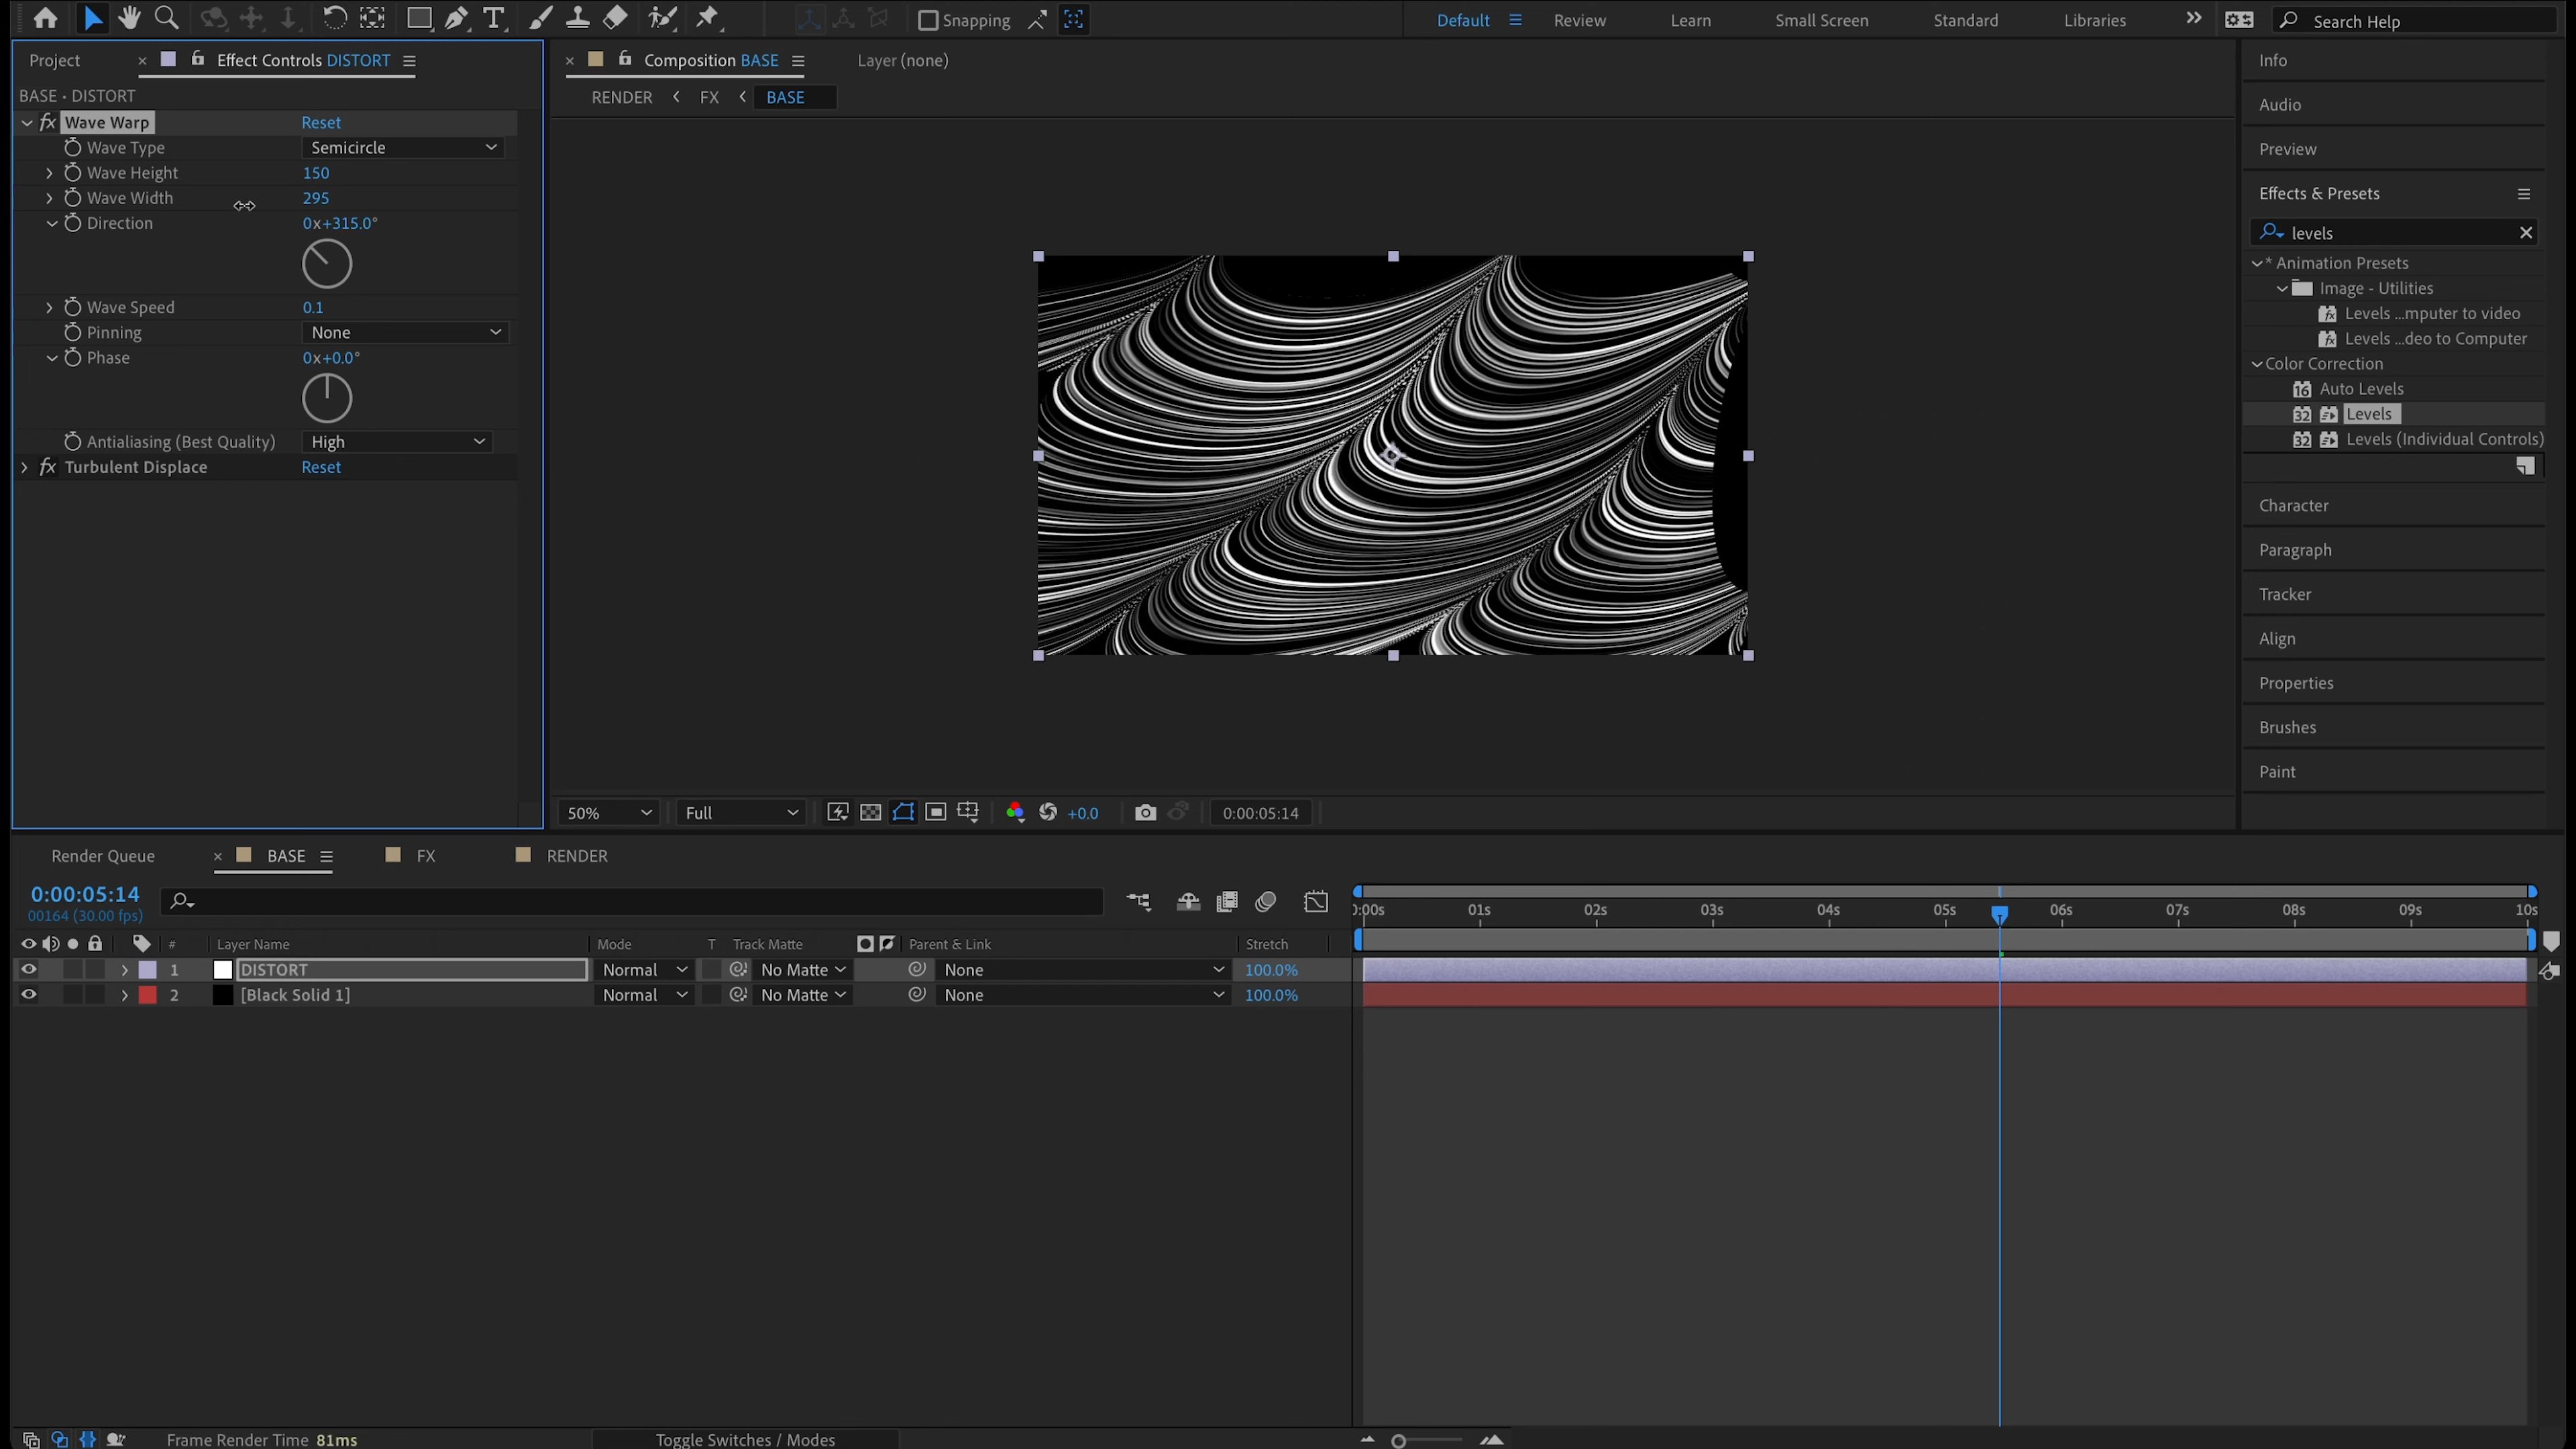 Snapping
Default
Review
Learn
Small Screen
Standard
Libraries
Search Help
Project
Effect Controls DISTORT
BASE • DISTORT
fx Wave Warp Reset
Wave Type Semicircle
Wave Height 150
Wave Width 295
Direction 0x+315.0°
Wave Speed 0.1
Pinning None
Phase 0x+0.0°
Antialiasing (Best Quality) High
fx Turbulent Displace Reset
Composition BASE
Layer (none)
RENDER
FX
BASE
50%
Full
+0.0
0:00:05:14
Info
Audio
Preview
Effects & Presets
levels
* Animation Presets
Image - Utilities
Levels ...mputer to video
Levels ...deo to Computer
Color Correction
16 Auto Levels
32 Levels
32 Levels (Individual Controls)
Character
Paragraph
Tracker
Align
Properties
Brushes
Paint
Render Queue
BASE
FX
RENDER
0:00:05:14
00164 (30.00 fps)
# Layer Name Mode T Track Matte Parent & Link Stretch
1 DISTORT Normal No Matte None 100.0%
2 [Black Solid 1] Normal No Matte None 100.0%
0:00s 01s 02s 03s 04s 05s 06s 07s 08s 09s 10s
Frame Render Time 81ms
Toggle Switches / Modes